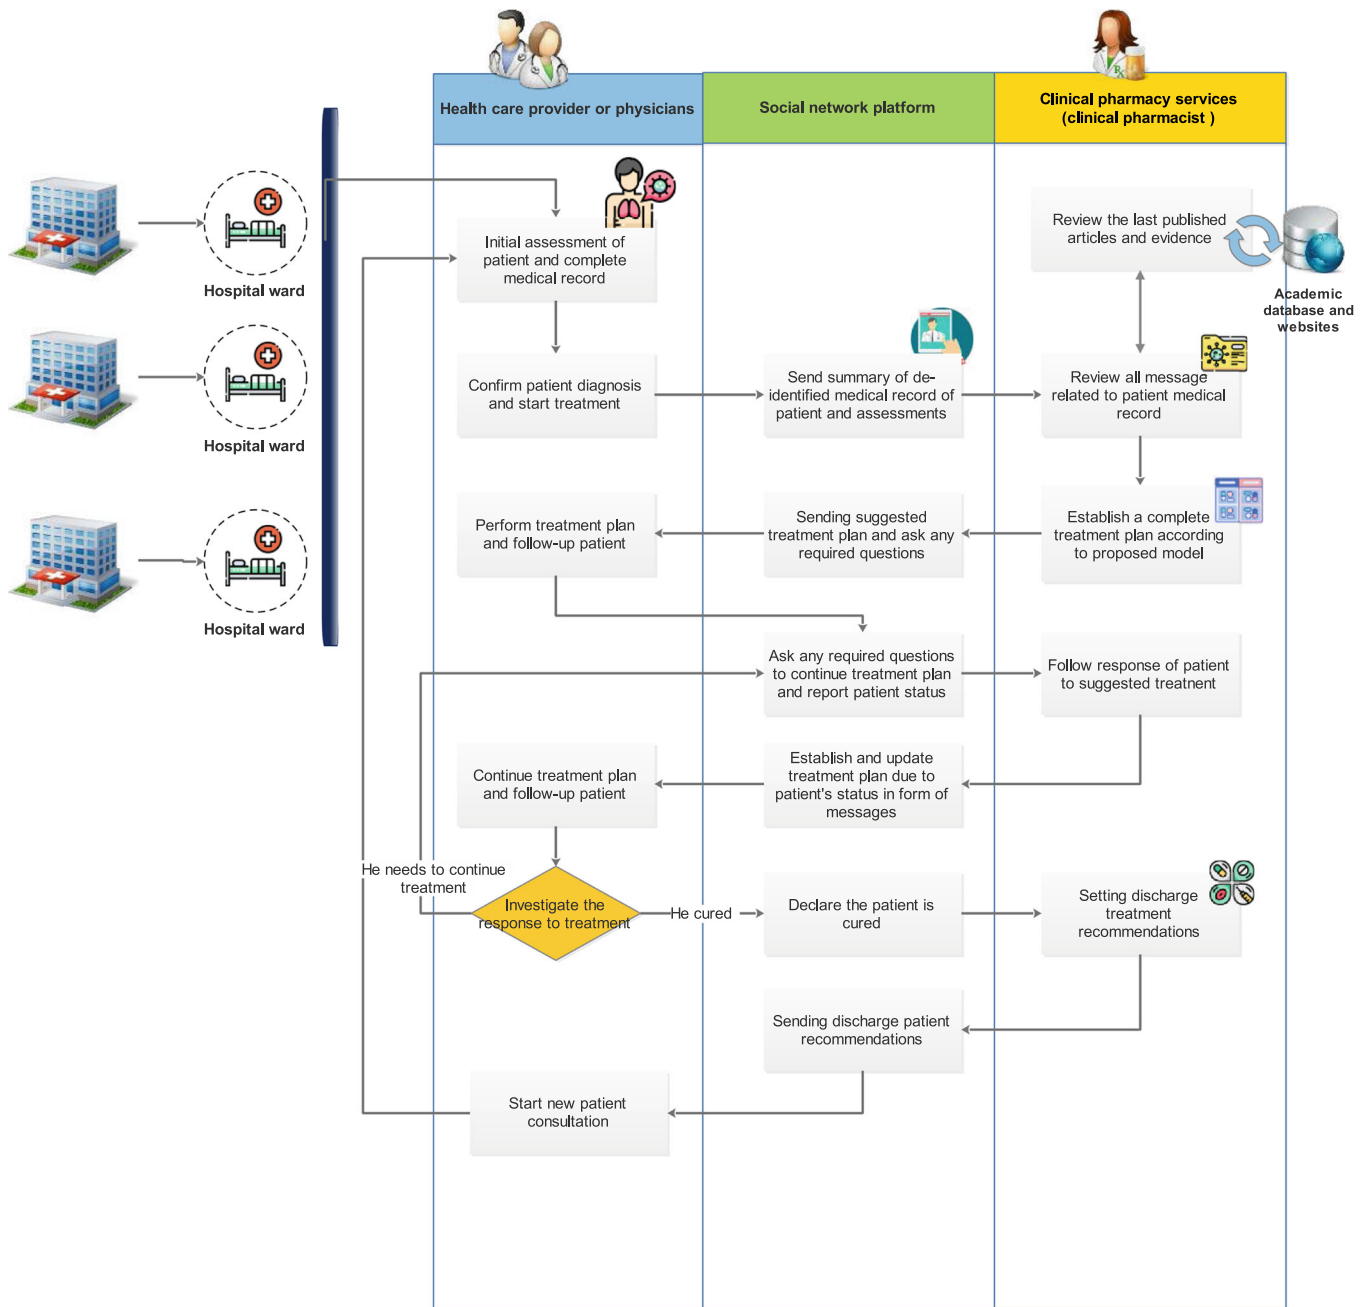 Health care provider or physicians
Social network platform
Clinical pharmacy services
(clinical pharmacist )
Hospital ward
Hospital ward
Hospital ward
Initial assessment of
patient and complete
medical record
Review the last published
articles and evidence
Academic
database and
websites
Confirm patient diagnosis
and start treatment
Send summary of de-
identified medical record of
patient and assessments
Review all message
related to patient medical
record
Perform treatment plan
and follow-up patient
Sending suggested
treatment plan and ask any
required questions
Establish a complete
treatment plan according
to proposed model
Ask any required questions
to continue treatment plan
and report patient status
Follow response of patient
to suggested treatnent
Continue treatment plan
and follow-up patient
Establish and update
treatment plan due to
patient's status in form of
messages
He needs to continue
treatment
Investigate the
response to treatment
He cured
Declare the patient is
cured
Setting discharge
treatment
recommendations
Sending discharge patient
recommendations
Start new patient
consultation